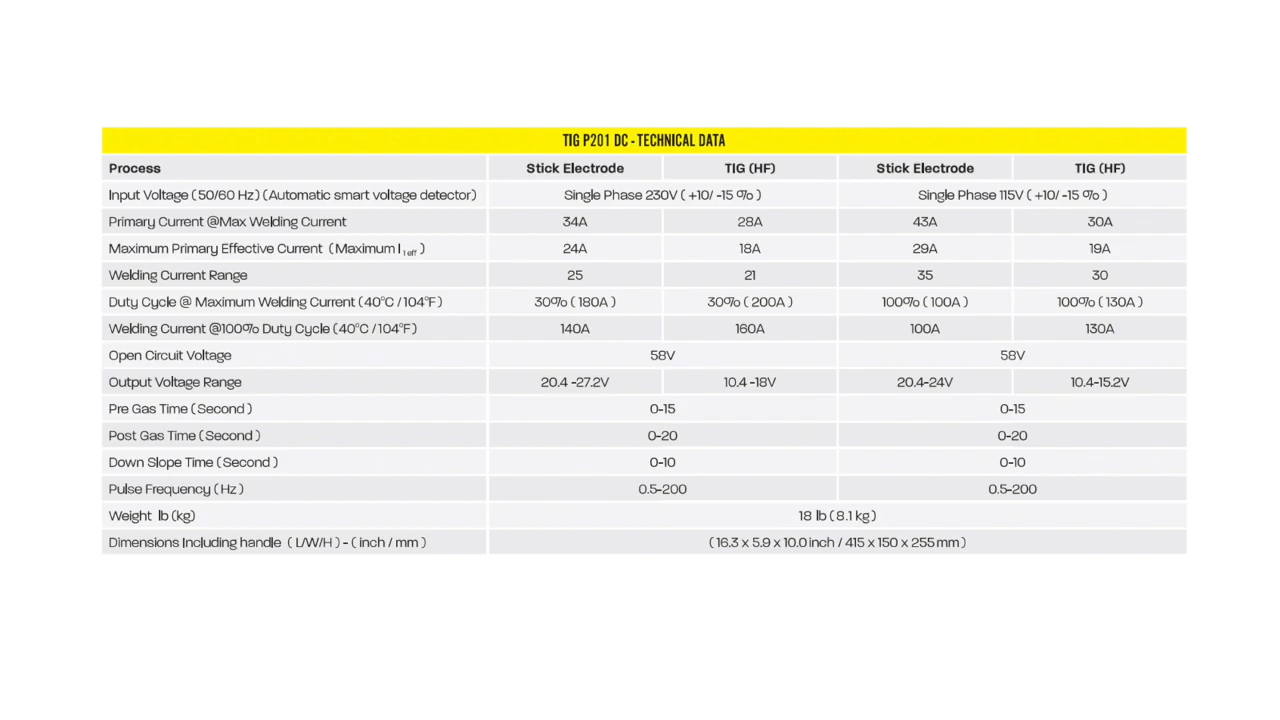 TIG P201 DC - TECHNICAL DATA
Process Stick Electrode TIG (HF) Stick Electrode TIG (HF)
Input Voltage (50/60 Hz) (Automatic smart voltage detector) Single Phase 230V ( +10/ -15 %) Single Phase 115V ( +10/ -15 %)
Primary Current @Max Welding Current 34A 28A 43A 30A
Maximum Primary Effective Current (Maximum I1 eff) 24A 18A 29A 19A
Welding Current Range 25 21 35 30
Duty Cycle @ Maximum Welding Current (40°C /104°F) 30% (180A) 30% (200A) 100% (100A) 100% (130A)
Welding Current @100% Duty Cycle (40°C /104°F) 140A 160A 100A 130A
Open Circuit Voltage 58V 58V
Output Voltage Range 20.4 -27.2V 10.4 -18V 20.4-24V 10.4-15.2V
Pre Gas Time (Second) 0-15 0-15
Post Gas Time (Second) 0-20 0-20
Down Slope Time (Second) 0-10 0-10
Pulse Frequency (Hz) 0.5-200 0.5-200
Weight lb (kg) 18 lb (8.1 kg)
Dimensions Including handle ( L/W/H ) - ( inch / mm ) (16.3 x 5.9 x 10.0 inch / 415 x 150 x 255 mm)